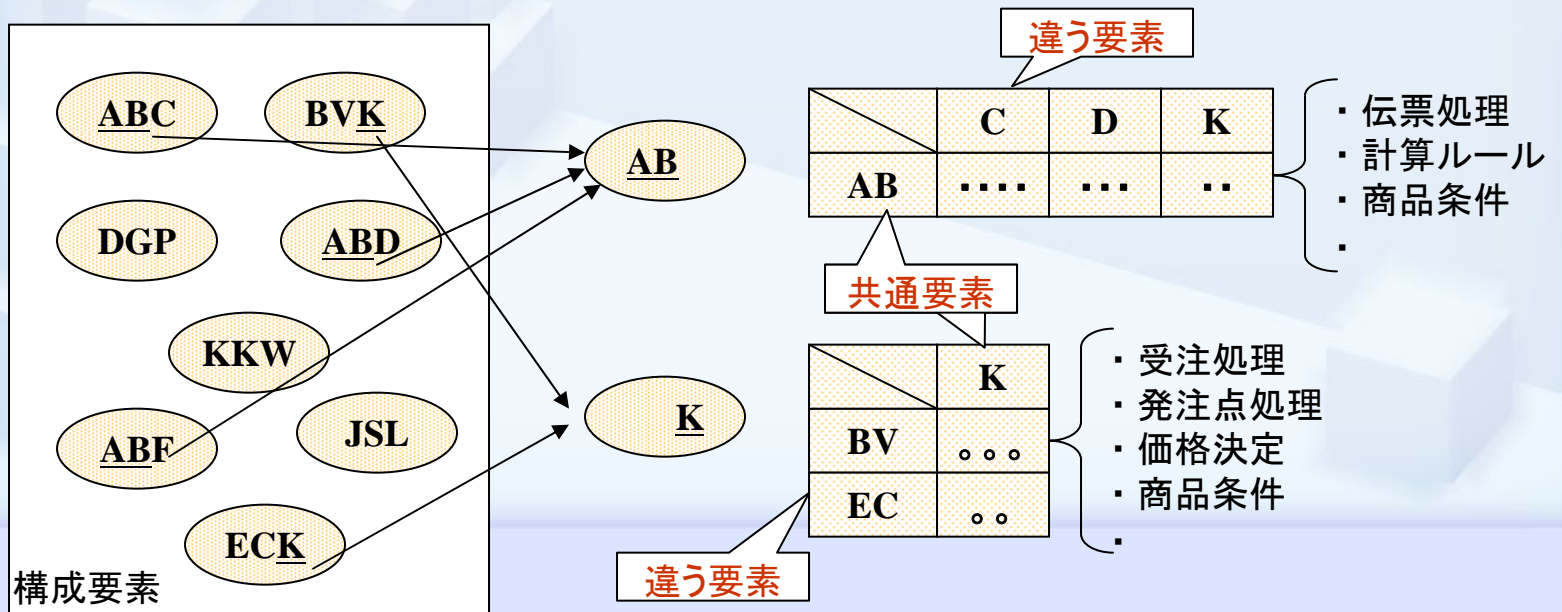 ABC
BVK
DGP
ABD
KKW
ABF
JSL
ECK
構成要素
AB
K
違う要素
C D K
AB ・・・・ ・・・ ・・
共通要素
・伝票処理
・計算ルール
・商品条件
・
K
BV 。。。
EC 。。
違う要素
・受注処理
・発注点処理
・価格決定
・商品条件
・